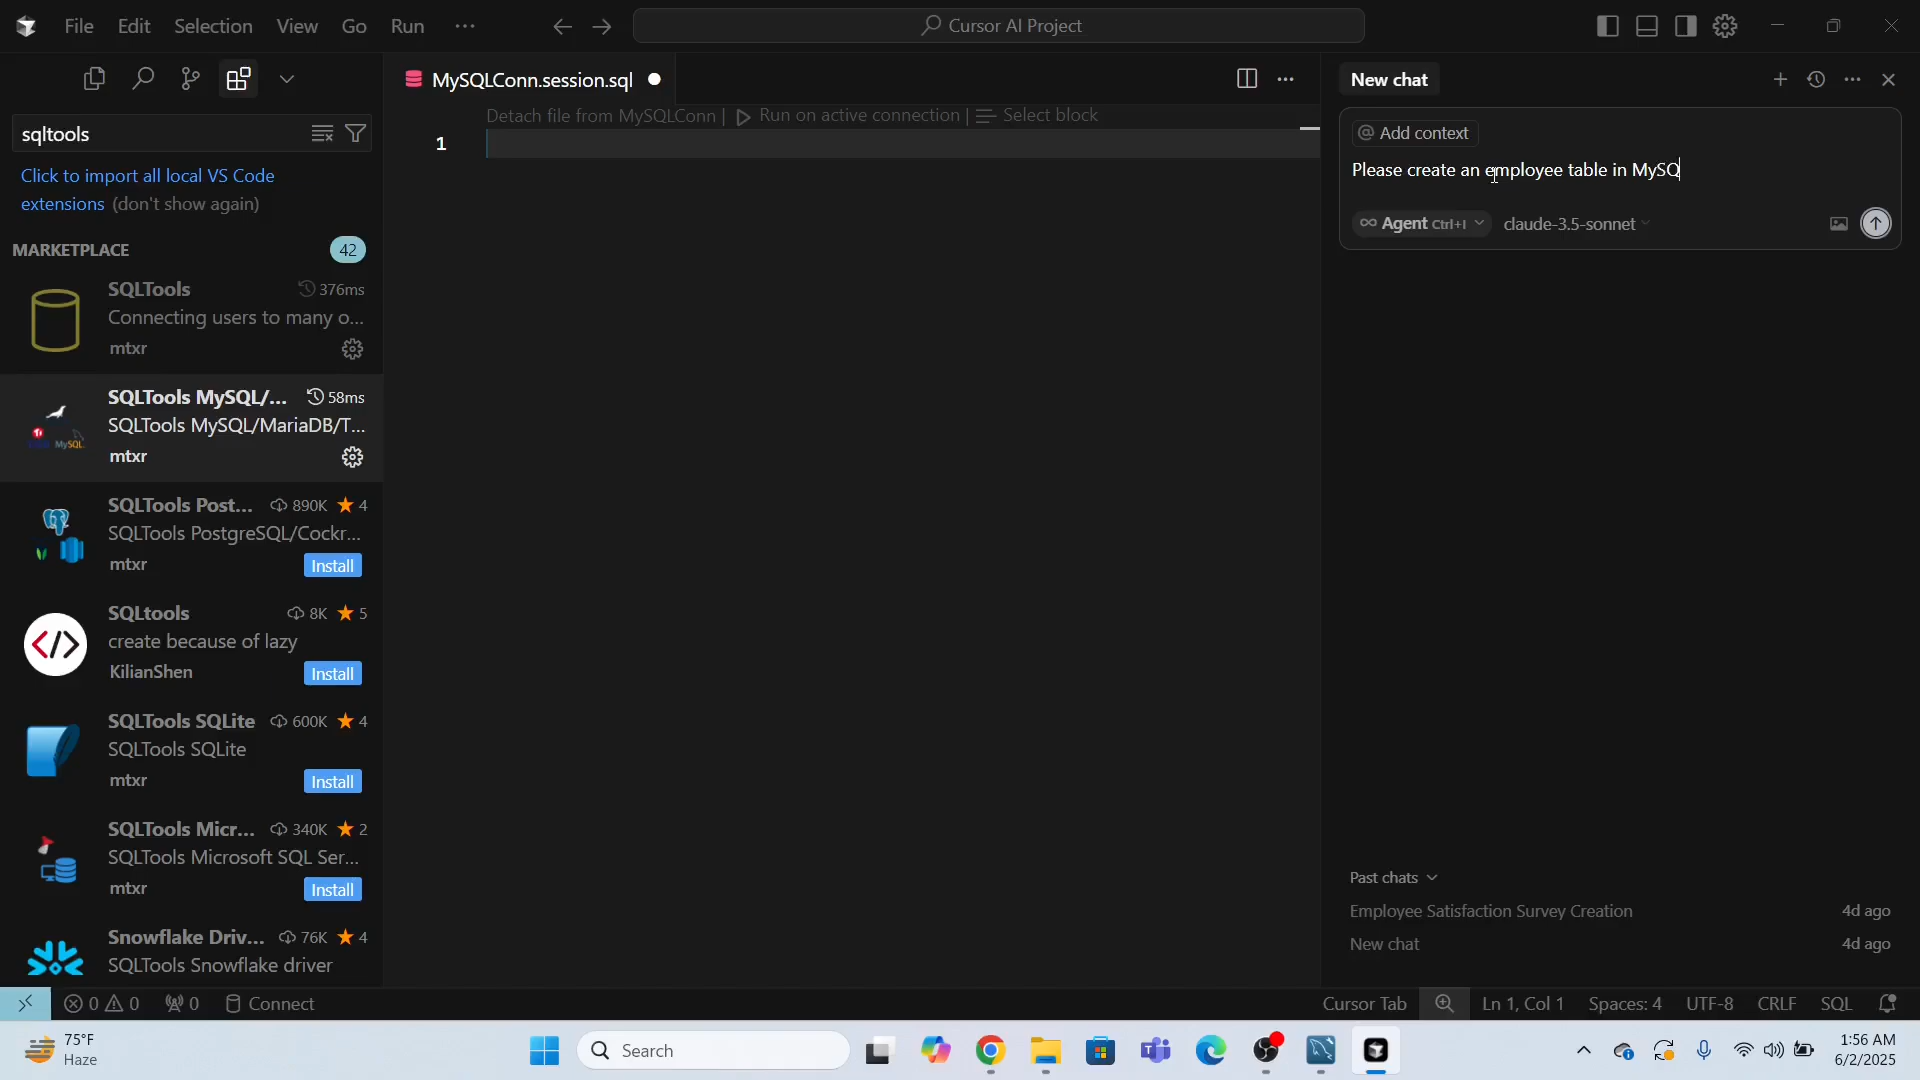 File Edit Selection View Go Run ···
Cursor AI Project
sqltools
Click to import all local VS Code
extensions (don't show again)
MARKETPLACE 42
SQLTools 376ms
Connecting users to many o...
mtxr
SQLTools MySQL/... 58ms
SQLTools MySQL/MariaDB/T...
mtxr
SQLTools Post... 890K ★ 4
SQLTools PostgreSQL/Cockr...
mtxr Install
SQLtools 8K ★ 5
create because of lazy
KilianShen Install
SQLTools SQLite 600K ★ 4
SQLTools SQLite
mtxr Install
SQLTools Micr... 340K ★ 2
SQLTools Microsoft SQL Ser...
mtxr Install
Snowflake Driv... 76K ★ 4
SQLTools Snowflake driver
MySQLConn.session.sql
Detach file from MySQLConn | Run on active connection | Select block
1
New chat
@ Add context
Please create an employee table in MySQ
Agent Ctrl+I claude-3.5-sonnet
Past chats
Employee Satisfaction Survey Creation 4d ago
New chat 4d ago
0 0 0 Connect
Cursor Tab Ln 1, Col 1 Spaces: 4 UTF-8 CRLF SQL
75°F
Haze
Search
1:56 AM
6/2/2025